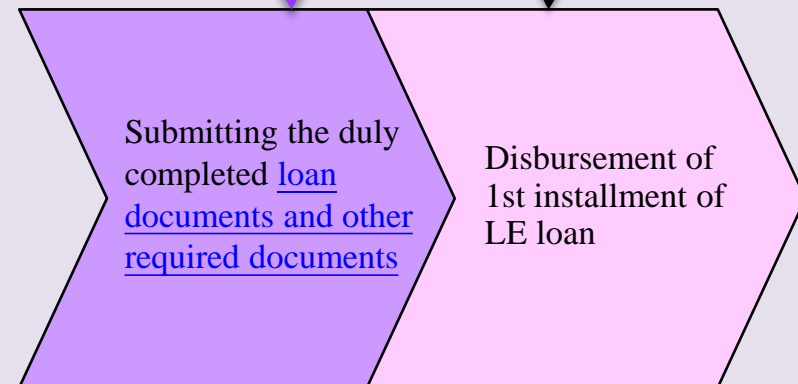 Submitting the duly
completed loan
documents and other
required documents
Disbursement of
1st installment of
LE loan